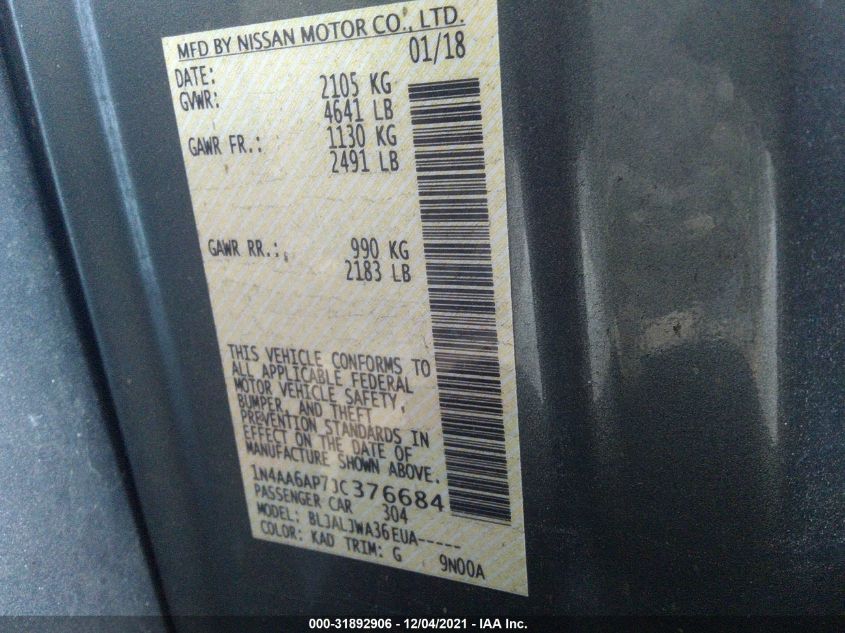 MFD BY NISSAN MOTOR CO., LTD.
DATE: 01/18
GVWR: 2105 KG
4641 LB
GAWR FR.: 1130 KG
2491 LB
GAWR RR.: 990 KG
2183 LB
THIS VEHICLE CONFORMS TO
ALL APPLICABLE FEDERAL
MOTOR VEHICLE SAFETY,
BUMPER, AND THEFT
PREVENTION STANDARDS IN
EFFECT ON THE DATE OF
MANUFACTURE SHOWN ABOVE.
1N4AA6AP7JC376684
PASSENGER CAR 304
MODEL: BLJALJWA36EUA-----
COLOR: KAD TRIM: G 9N00A
000-31892906 - 12/04/2021 - IAA Inc.